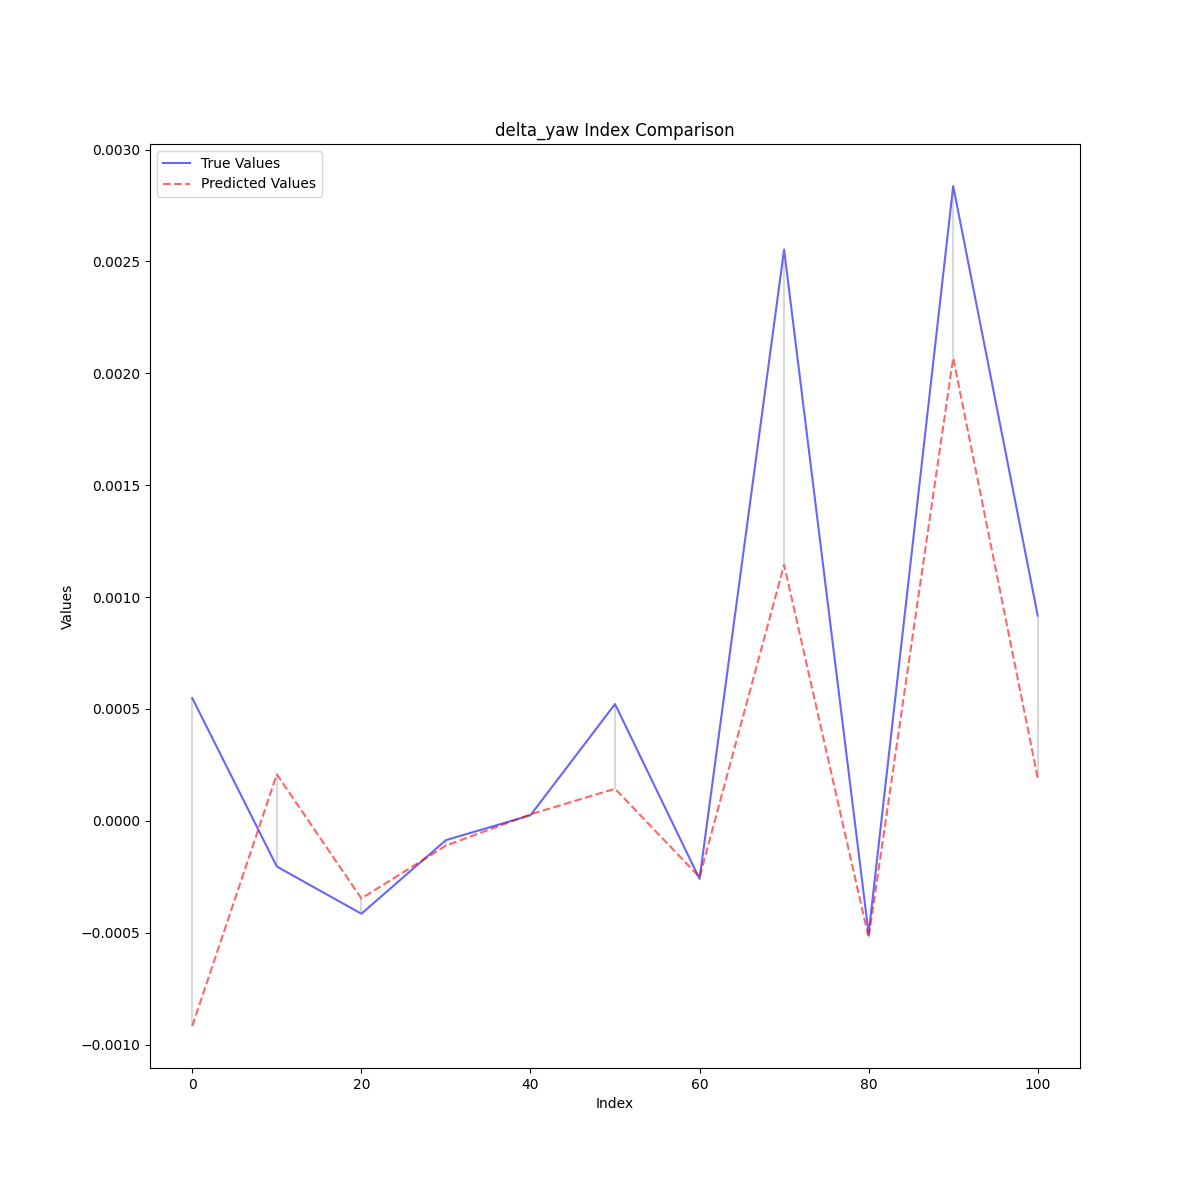 delta_yaw Index Comparison
True Values
Predicted Values
0.0030
0.0025
0.0020
0.0015
0.0010
0.0005
0.0000
−0.0005
−0.0010
Values
0 20 40 60 80 100
Index